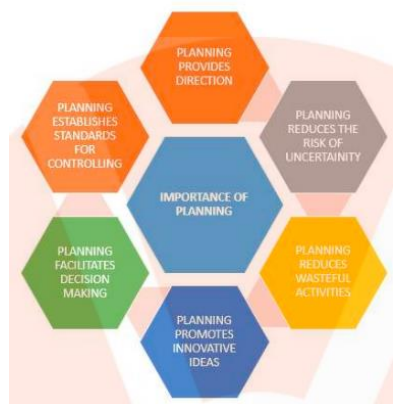 PLANNING
PROVIDES
DIRECTION
PLANNING
ESTABLISHES
STANDARDS
FOR
CONTROLLING
PLANNING
REDUCES THE
RISK OF
UNCERTAINITY
IMPORTANCE OF
PLANNING
PLANNING
FACILITATES
DECISION
MAKING
PLANNING
REDUCES
WASTEFUL
ACTIVITIES
PLANNING
PROMOTES
INNOVATIVE
IDEAS